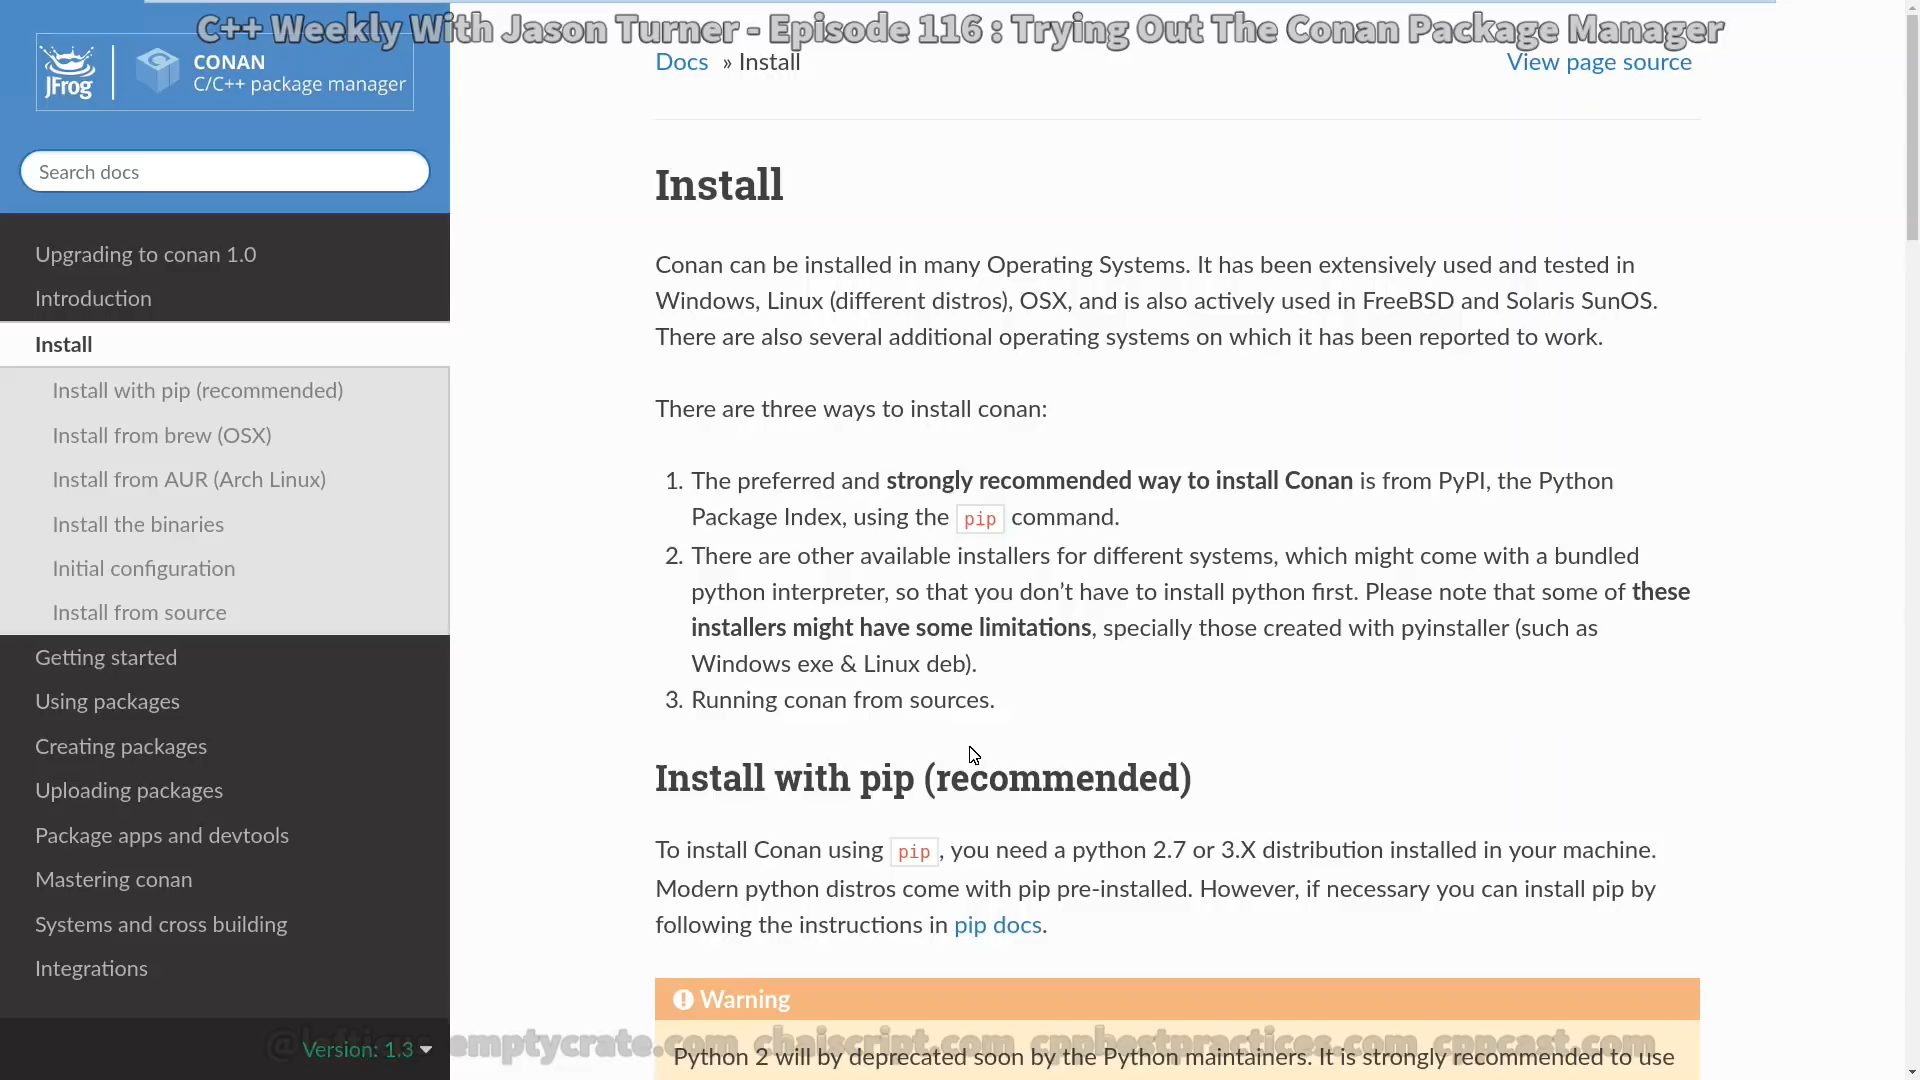 C++ Weekly With Jason Turner - Episode 116 : Trying Out The Conan Package Manager
JFrog
CONAN
C/C++ package manager
Search docs
Upgrading to conan 1.0
Introduction
Install
Install with pip (recommended)
Install from brew (OSX)
Install from AUR (Arch Linux)
Install the binaries
Initial configuration
Install from source
Getting started
Using packages
Creating packages
Uploading packages
Package apps and devtools
Mastering conan
Systems and cross building
Integrations
Version: 1.3
Docs » Install
View page source
Install
Conan can be installed in many Operating Systems. It has been extensively used and tested in
Windows, Linux (different distros), OSX, and is also actively used in FreeBSD and Solaris SunOS.
There are also several additional operating systems on which it has been reported to work.
There are three ways to install conan:
1. The preferred and strongly recommended way to install Conan is from PyPI, the Python
Package Index, using the pip command.
2. There are other available installers for different systems, which might come with a bundled
python interpreter, so that you don't have to install python first. Please note that some of these
installers might have some limitations, specially those created with pyinstaller (such as
Windows exe & Linux deb).
3. Running conan from sources.
Install with pip (recommended)
To install Conan using pip, you need a python 2.7 or 3.X distribution installed in your machine.
Modern python distros come with pip pre-installed. However, if necessary you can install pip by
following the instructions in pip docs.
Warning
Python 2 will by deprecated soon by the Python maintainers. It is strongly recommended to use
emptycrate.com chaiscript.com cppbestpractices.com cppcast.com